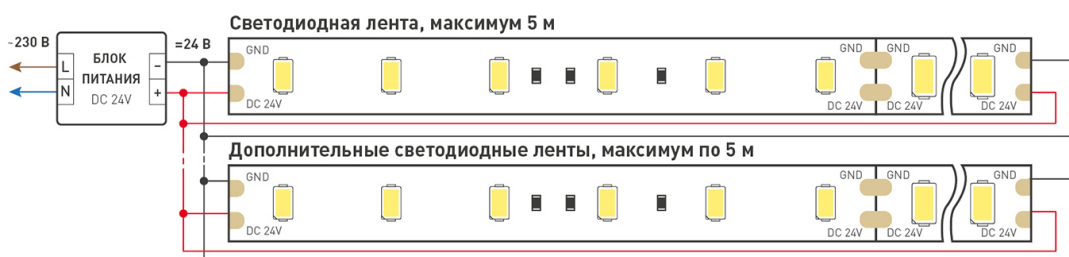 Светодиодная лента, максимум 5 м
~230 В
=24 В
БЛОК
ПИТАНИЯ
DC 24V
L
N
–
+
GND
DC 24V
GND
DC 24V
GND
DC 24V
GND
DC 24V
Дополнительные светодиодные ленты, максимум по 5 м
GND
DC 24V
GND
DC 24V
GND
DC 24V
GND
DC 24V